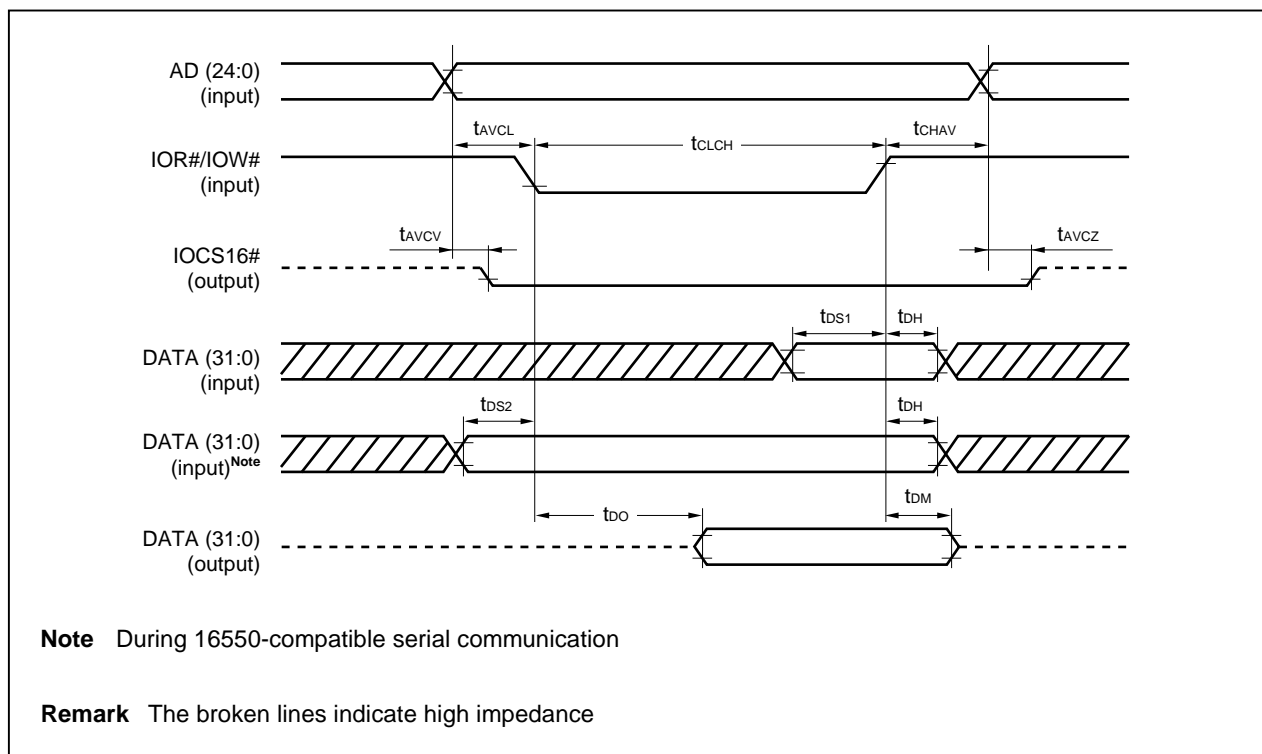 AD (24:0)
(input)
tAVCL
tCLCH
tCHAV
IOR#/IOW#
(input)
tAVCV
tAVCZ
IOCS16#
(output)
tDS1
tDH
DATA (31:0)
(input)
tDS2
tDH
DATA (31:0)
(input)Note
tDO
tDM
DATA (31:0)
(output)
Note During 16550-compatible serial communication
Remark The broken lines indicate high impedance